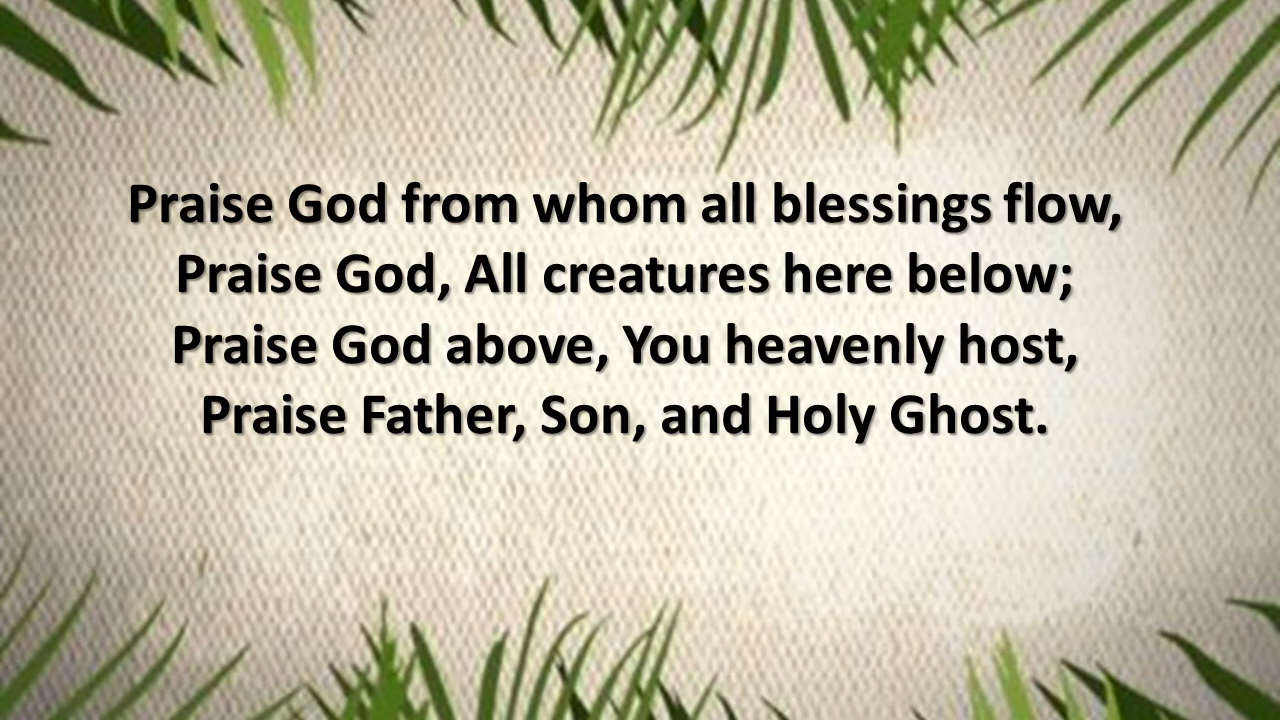 Praise God from whom all blessings flow,
Praise God, All creatures here below;
Praise God above, You heavenly host,
Praise Father, Son, and Holy Ghost.